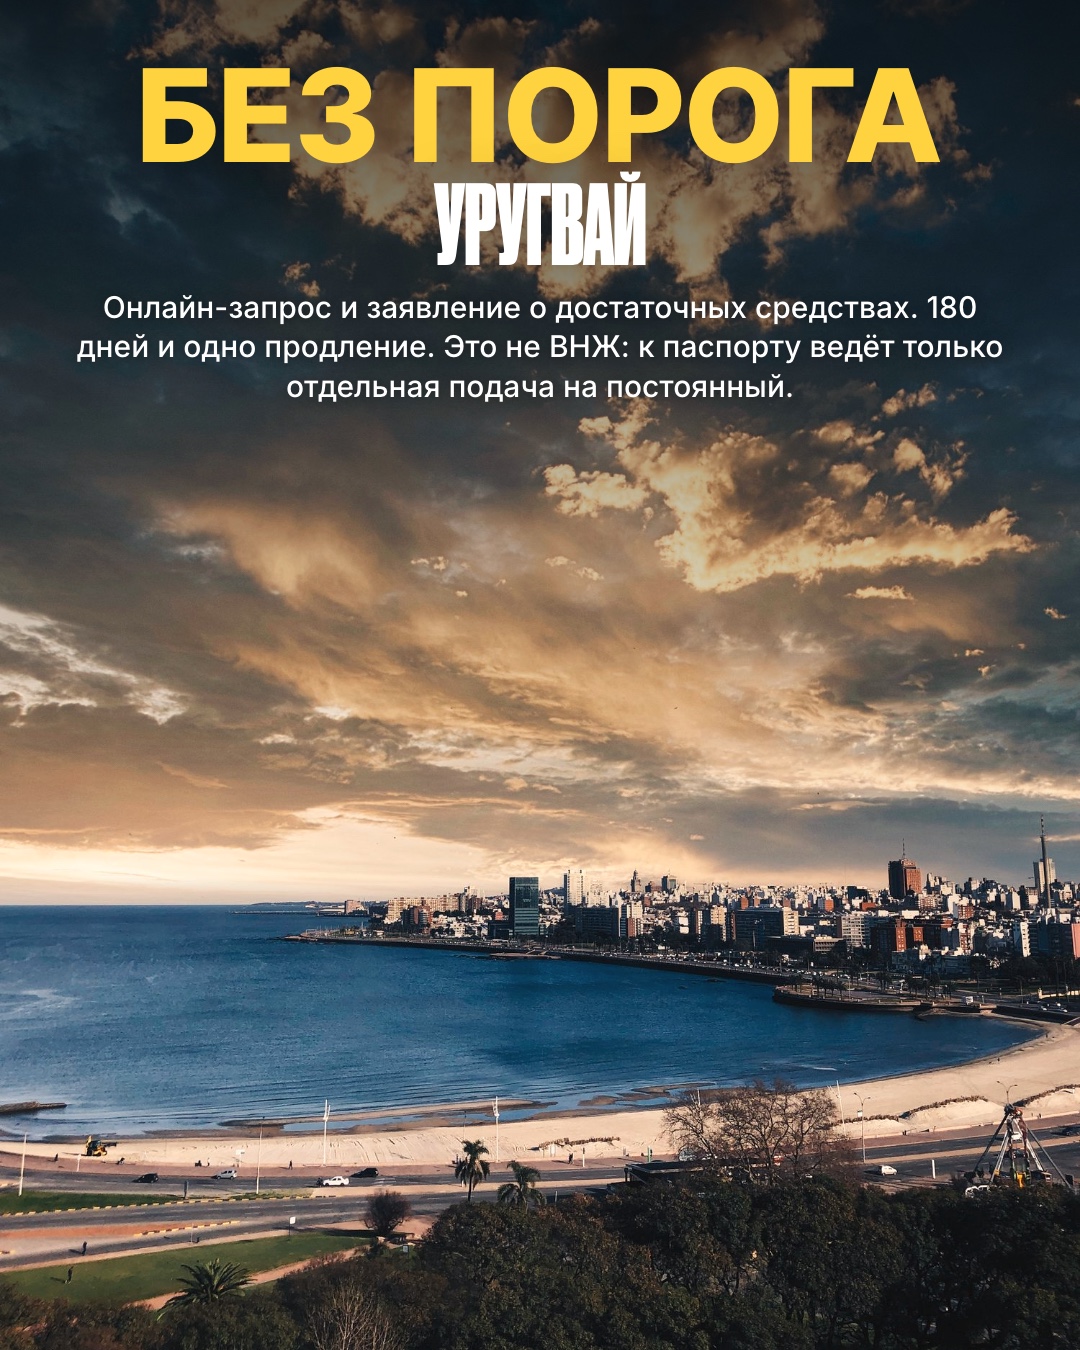 БЕЗ ПОРОГА
УРУГВАЙ
Онлайн-запрос и заявление о достаточных средствах. 180
дней и одно продление. Это не ВНЖ: к паспорту ведёт только
отдельная подача на постоянный.